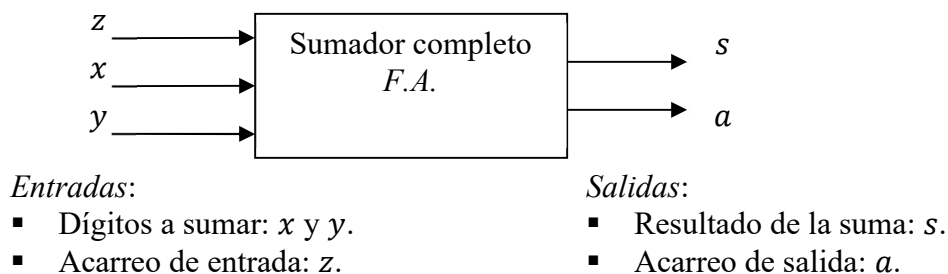 z
x
y
Sumador completo
F.A.
s
a
Entradas:
▪ Dígitos a sumar: x y y.
▪ Acarreo de entrada: z.
Salidas:
▪ Resultado de la suma: s.
▪ Acarreo de salida: a.